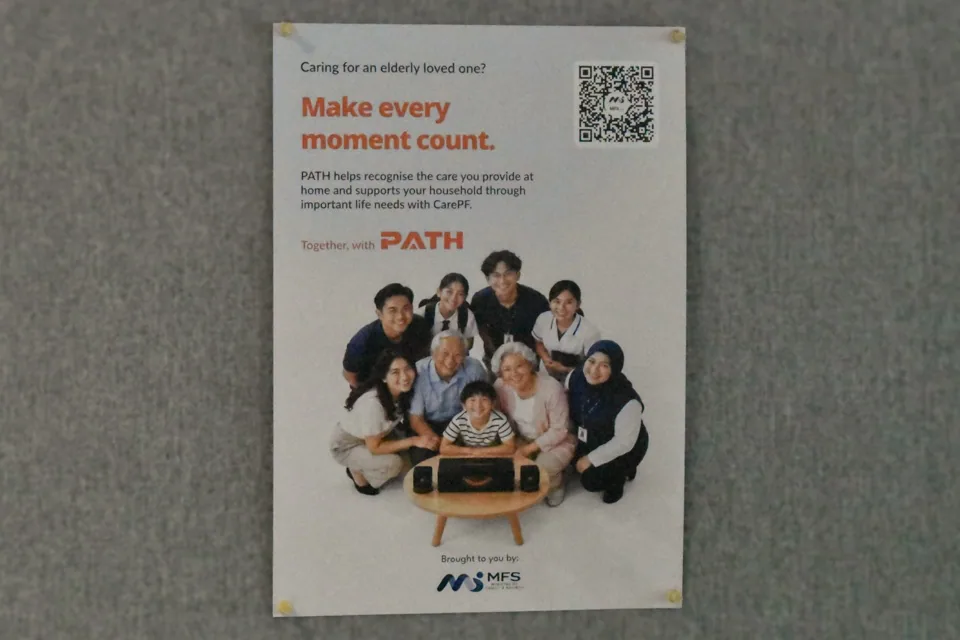 Caring for an elderly loved one?
Make every
moment count.
PATH helps recognise the care you provide at
home and supports your household through
important life needs with CarePF.
Together, with PATH
Brought to you by:
MFS